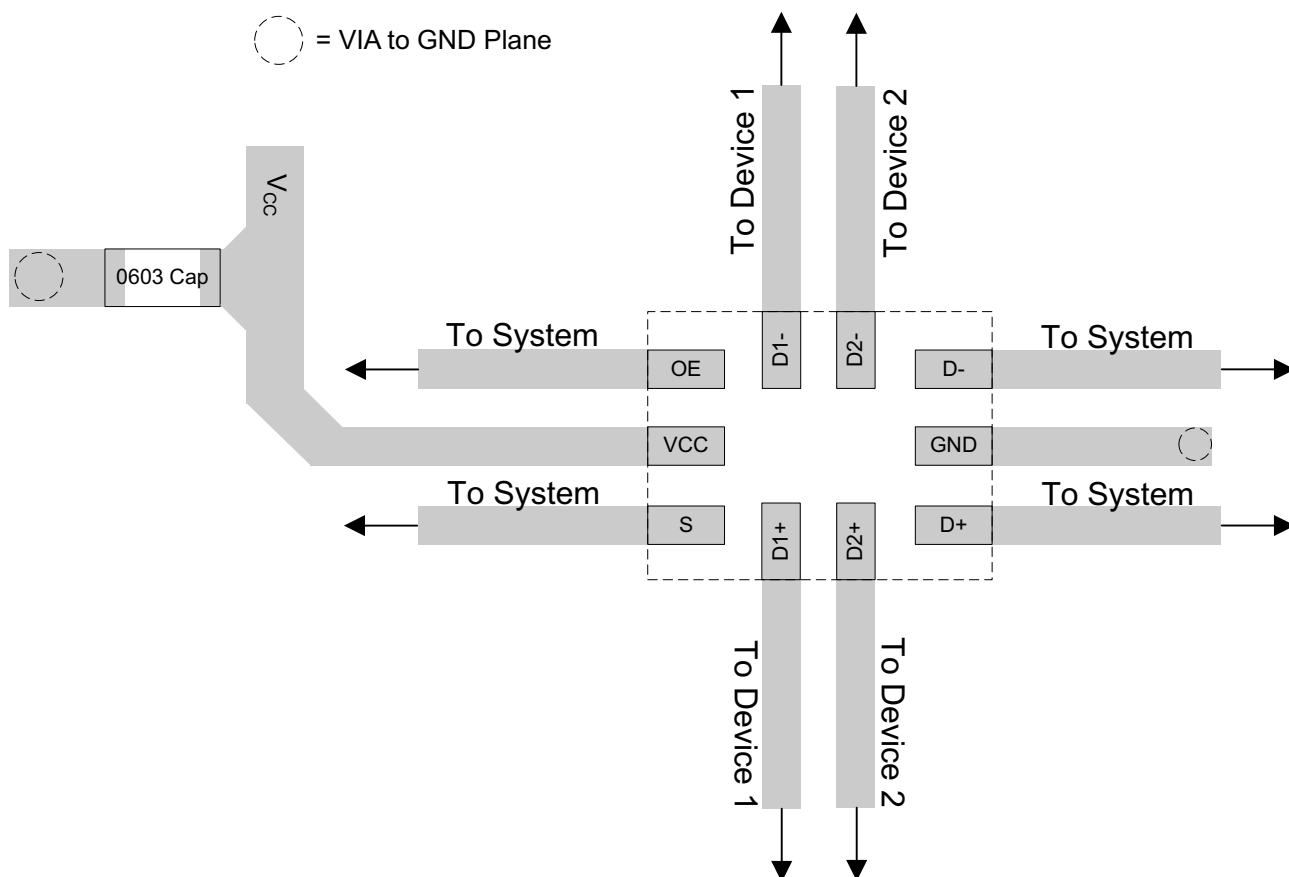 = VIA to GND Plane
To Device 1
To Device 2
VCC
0603 Cap
To System
To System
OE
D1-
D2-
D-
VCC
GND
To System
To System
S
D1+
D2+
D+
To Device 1
To Device 2